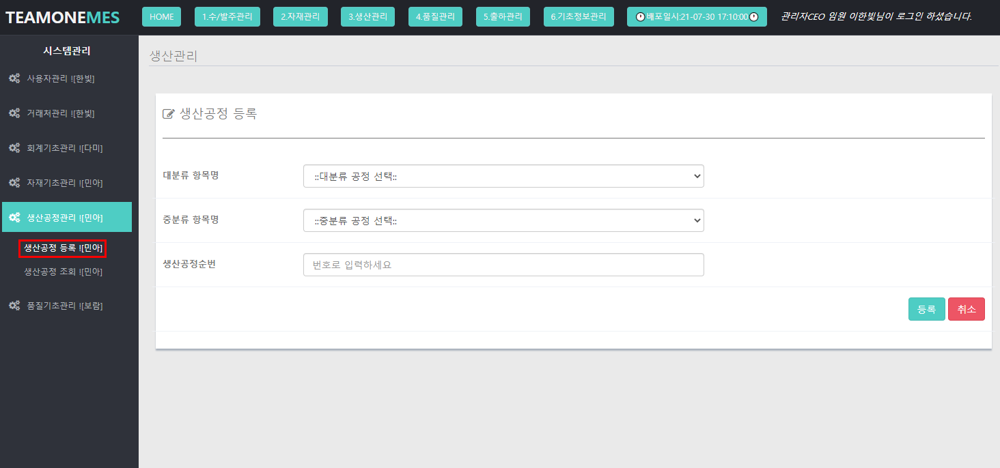 TEAMONEMES HOME 1.수/발주관리 2.자재관리 3.생산관리 4.품질관리 5.출하관리 6.기초정보관리 배포일시:21-07-30 17:10:00 관리자CEO 임원 이한빛님이 로그인 하셨습니다.
시스템관리
사용자관리 ![한빛]
거래처관리 ![한빛]
회계기초관리 ![다미]
자재기초관리 ![민아]
생산공정관리 ![민아]
생산공정 등록 ![민아]
생산공정 조회 ![민아]
품질기초관리 ![보람]
생산관리
생산공정 등록
대분류 항목명 ::대분류 공정 선택::
중분류 항목명 ::중분류 공정 선택::
생산공정순번 번호로 입력하세요
등록 취소